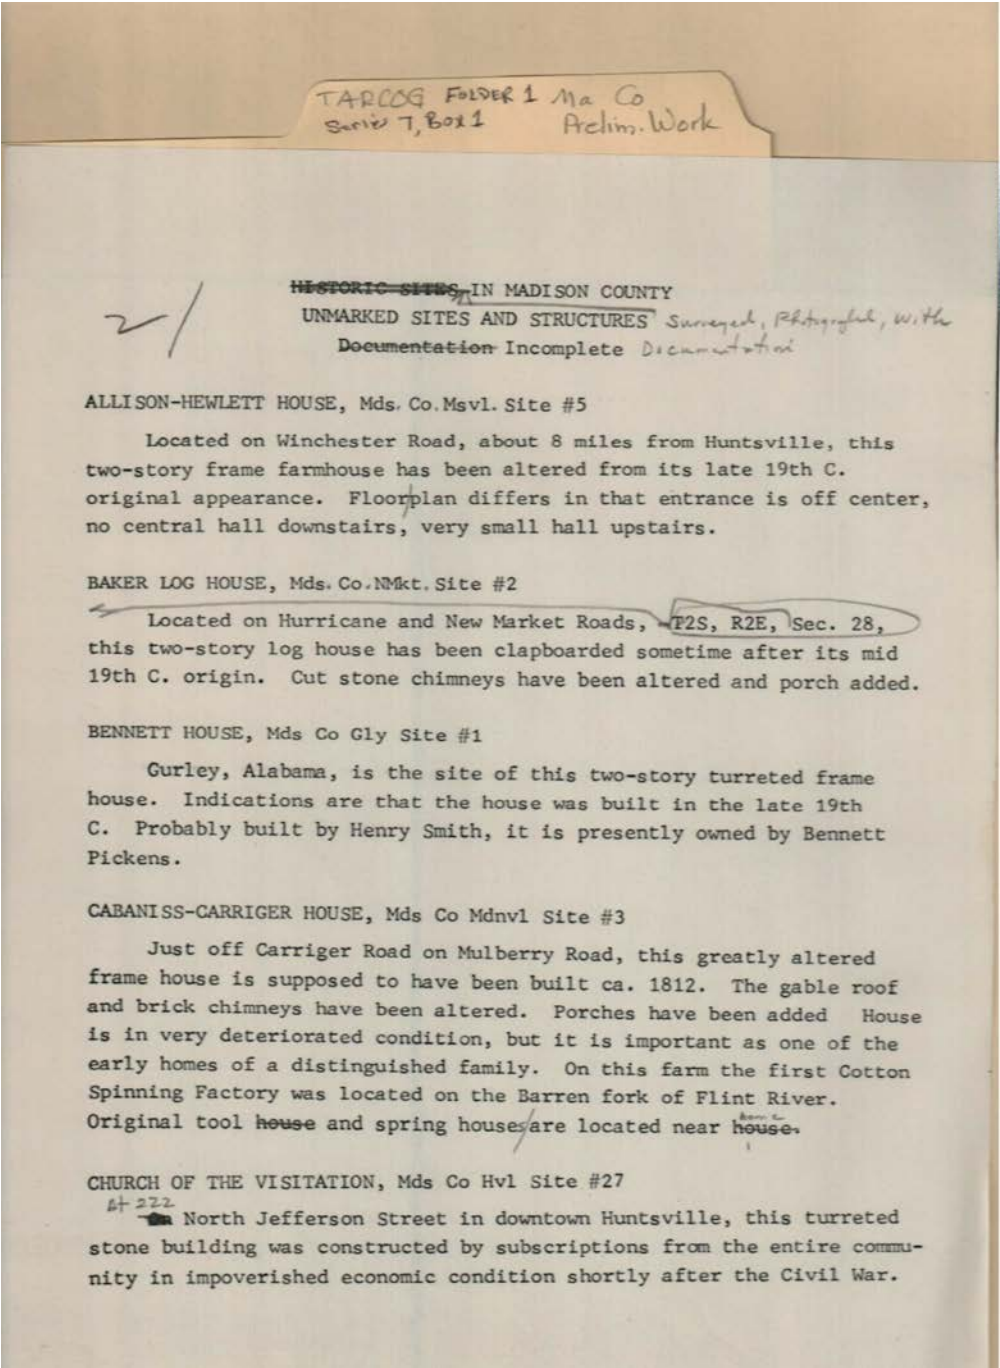 TARCOG FOLDER 1 Ma Co
Series 7, Box 1 Prelim. Work
2/
HISTORIC SITES IN MADISON COUNTY
UNMARKED SITES AND STRUCTURES Surveyed, Photographed, With
Documentation Incomplete Documentation
ALLISON-HEWLETT HOUSE, Mds. Co.Msvl. Site #5
Located on Winchester Road, about 8 miles from Huntsville, this
two-story frame farmhouse has been altered from its late 19th C.
original appearance. Floorplan differs in that entrance is off center,
no central hall downstairs, very small hall upstairs.
BAKER LOG HOUSE, Mds. Co.NMkt. Site #2
Located on Hurricane and New Market Roads, T2S, R2E, Sec. 28,
this two-story log house has been clapboarded sometime after its mid
19th C. origin. Cut stone chimneys have been altered and porch added.
BENNETT HOUSE, Mds Co Gly Site #1
Gurley, Alabama, is the site of this two-story turreted frame
house. Indications are that the house was built in the late 19th
C. Probably built by Henry Smith, it is presently owned by Bennett
Pickens.
CABANISS-CARRIGER HOUSE, Mds Co Mdnvl Site #3
Just off Carriger Road on Mulberry Road, this greatly altered
frame house is supposed to have been built ca. 1812. The gable roof
and brick chimneys have been altered. Porches have been added House
is in very deteriorated condition, but it is important as one of the
early homes of a distinguished family. On this farm the first Cotton
Spinning Factory was located on the Barren fork of Flint River.
home
Original tool house and spring houses are located near house.
CHURCH OF THE VISITATION, Mds Co Hvl Site #27
At 222
On North Jefferson Street in downtown Huntsville, this turreted
stone building was constructed by subscriptions from the entire commu-
nity in impoverished economic condition shortly after the Civil War.